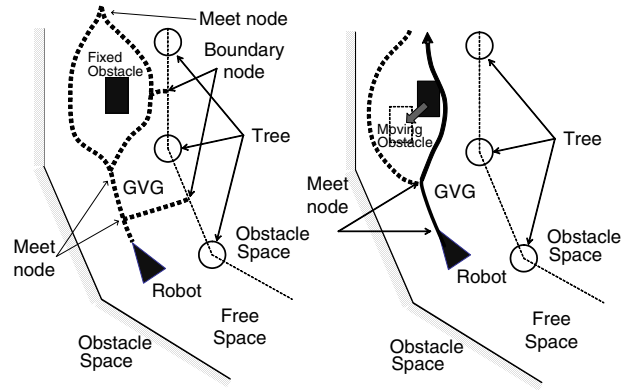 Meet node
Fixed
Obstacle
Boundary
node
Tree
GVG
Meet
node
Obstacle
Space
Robot
Free
Space
Obstacle
Space
Moving
Obstacle
Tree
Meet
node
GVG
Obstacle
Space
Robot
Free
Space
Obstacle
Space